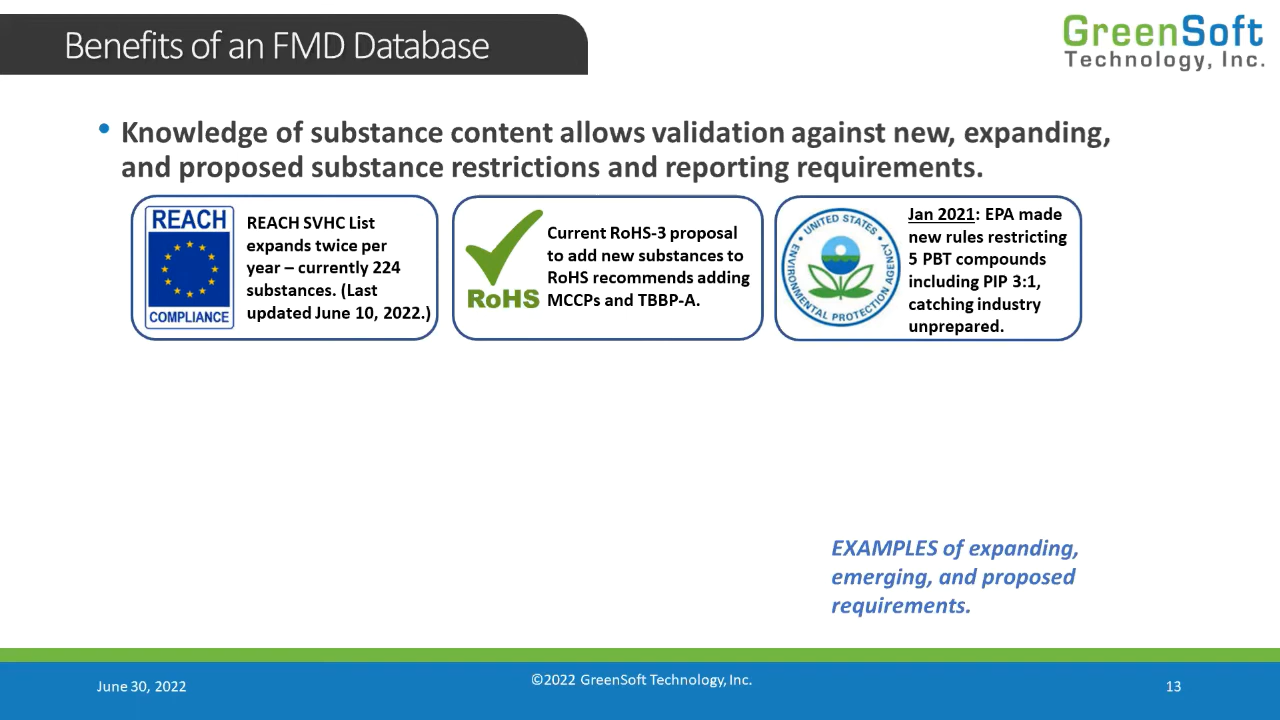 Benefits of an FMD Database
GreenSoft
Technology, Inc.
• Knowledge of substance content allows validation against new, expanding,
and proposed substance restrictions and reporting requirements.
REACH
COMPLIANCE
REACH SVHC List
expands twice per
year – currently 224
substances. (Last
updated June 10, 2022.)
RoHS
Current RoHS-3 proposal
to add new substances to
RoHS recommends adding
MCCPs and TBBP-A.
UNITED STATES
ENVIRONMENTAL PROTECTION AGENCY
Jan 2021: EPA made
new rules restricting
5 PBT compounds
including PIP 3:1,
catching industry
unprepared.
EXAMPLES of expanding,
emerging, and proposed
requirements.
June 30, 2022
©2022 GreenSoft Technology, Inc.
13